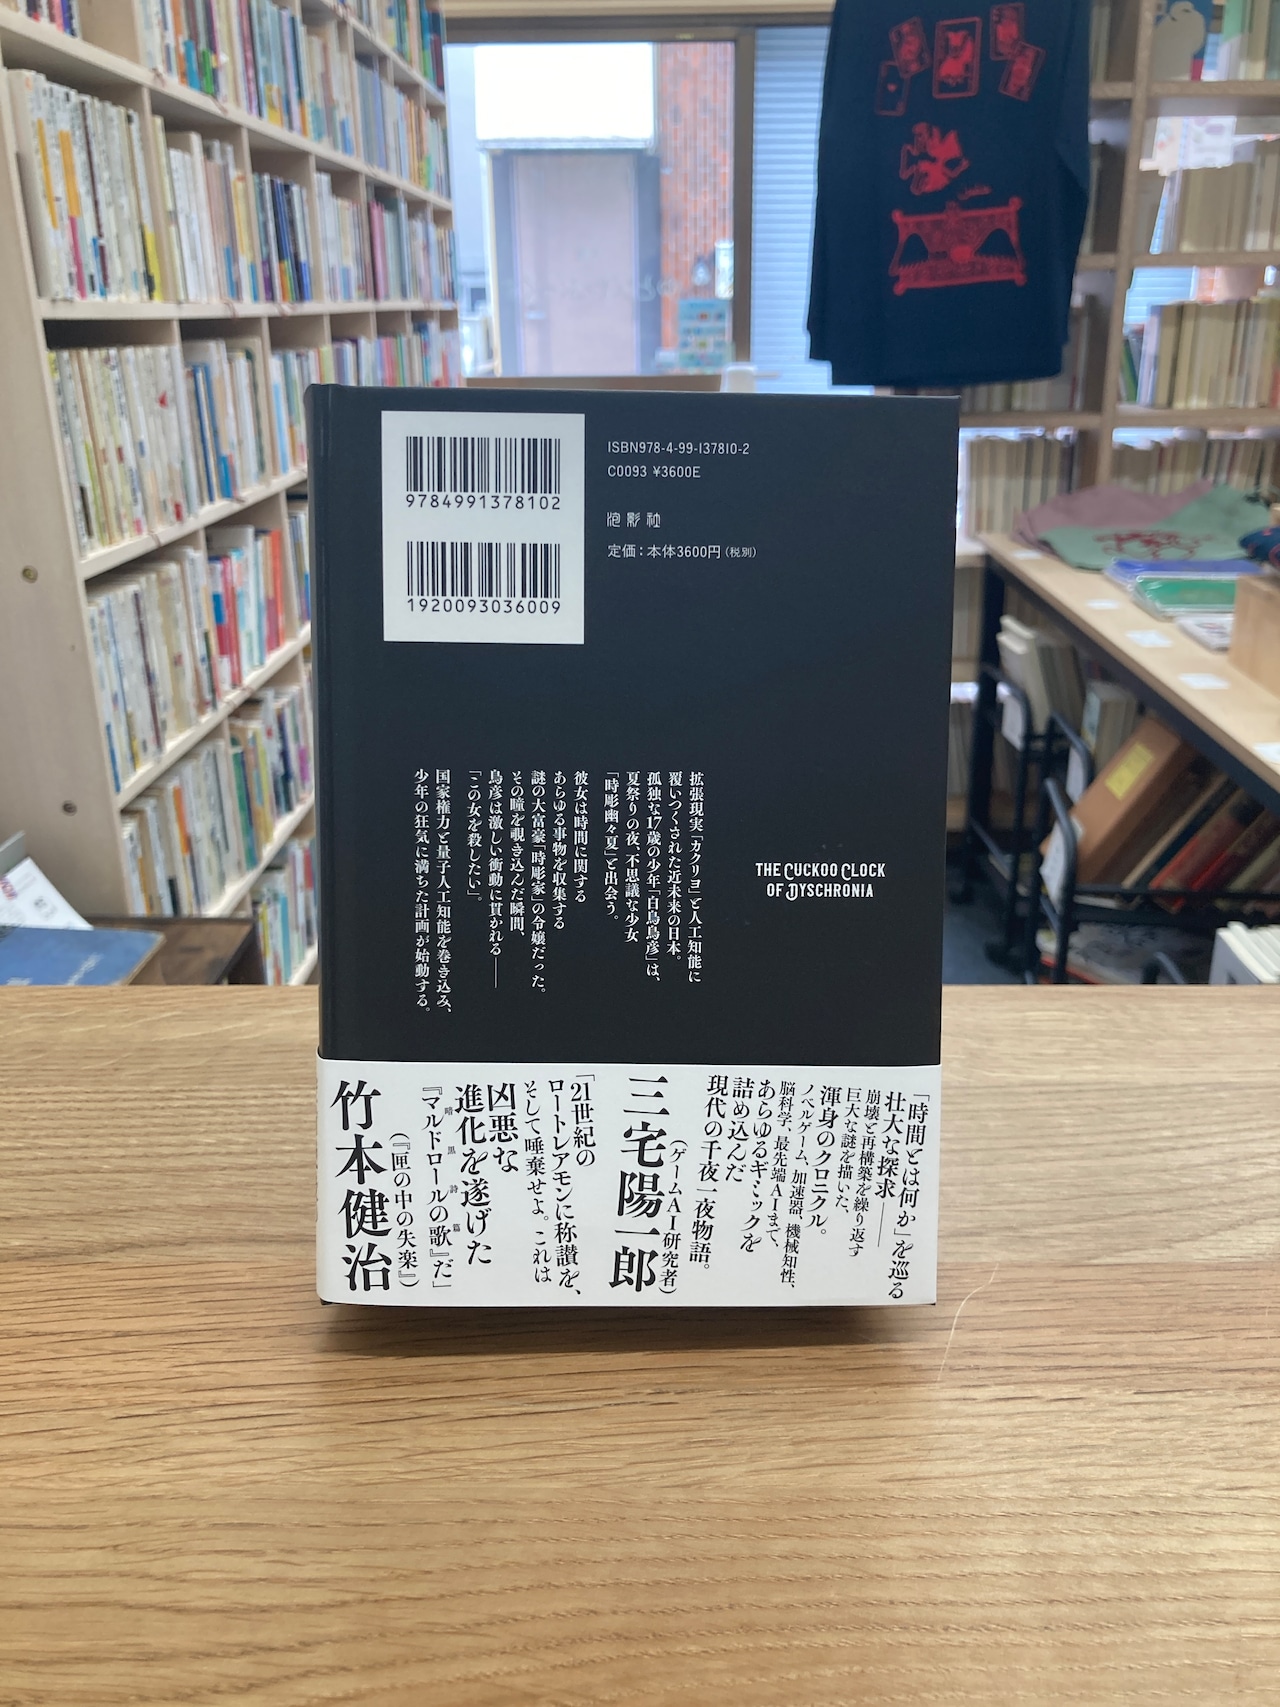 9784991378102
1920093036009
ISBN978-4-99-137810-2
C0093 ¥3600E
泡影社
定価：本体3600円（税別）
拡張現実「カクリヨ」と人工知能に
覆いつくされた近未来の日本。
孤独な17歳の少年「白鳥鳥彦」は、
夏祭りの夜、不思議な少女
「時彫幽々夏」と出会う。
彼女は時間に関する
あらゆる事物を収集する
謎の大富豪「時彫家」の令嬢だった。
その瞳を覗き込んだ瞬間、
鳥彦は激しい衝動に貫かれる――
「この女を殺したい」。
国家権力と量子人工知能を巻き込み、
少年の狂気に満ちた計画が始動する。
THE CUCKOO CLOCK
OF DYSCHRONIA
「時間とは何か」を巡る
壮大な探求――
崩壊と再構築を繰り返す
巨大な謎を描いた、
渾身のクロニクル。
ノベルゲーム、加速器、機械知性、
脳科学、最先端AIまで、
あらゆるギミックを
詰め込んだ
現代の千夜一夜物語。
（ゲームAI研究者）
三宅陽一郎
「21世紀の
ロートレアモンに称讃を、
そして唾棄せよ。これは
凶悪な
進化を遂げた
『マルドロールの歌』だ」
暗黒詩篇
（『匣の中の失楽』）
竹本健治